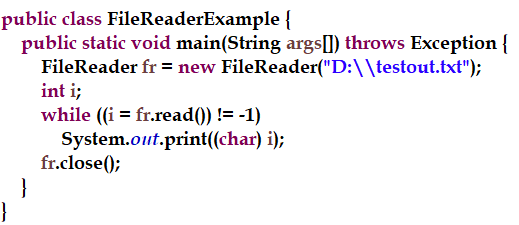 public class FileReaderExample {
public static void main(String args[]) throws Exception {
FileReader fr = new FileReader("D:\\testout.txt");
int i;
while ((i = fr.read()) != -1)
System.out.print((char) i);
fr.close();
}
}